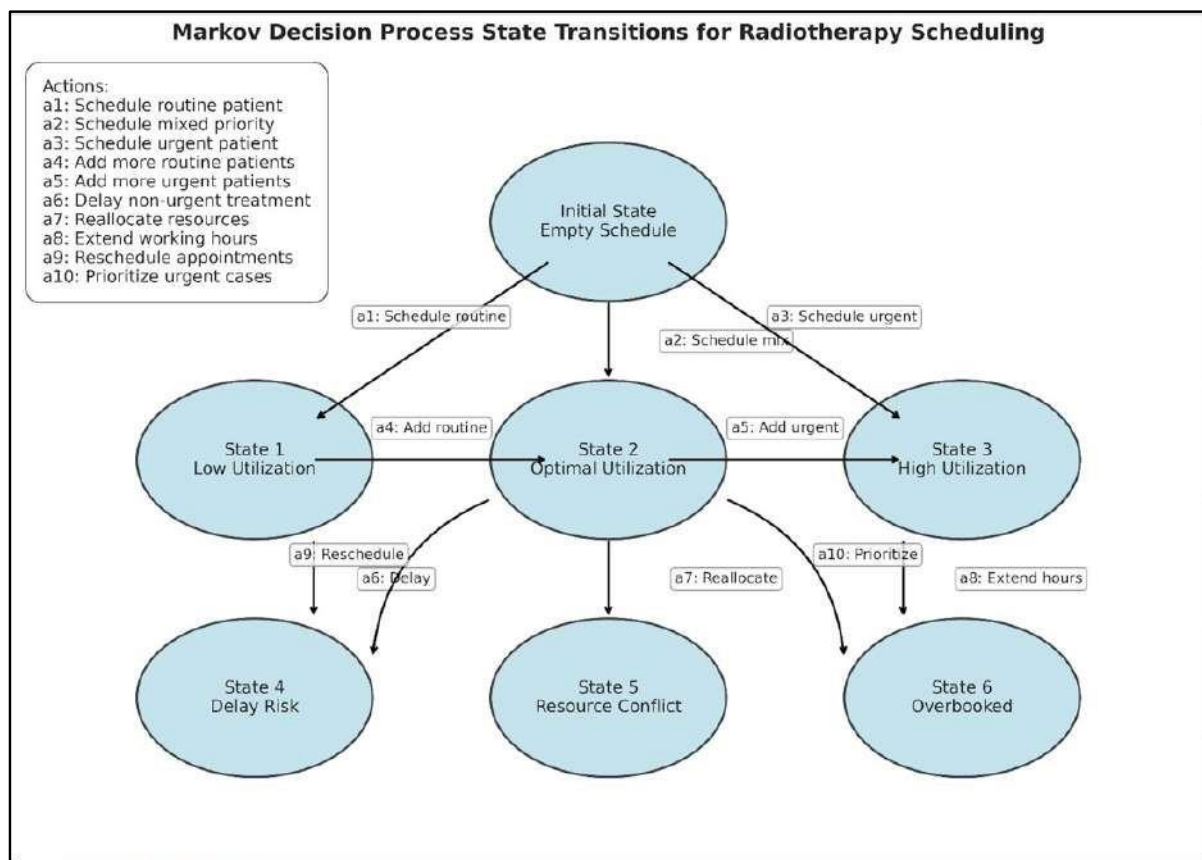 Markov Decision Process State Transitions for Radiotherapy Scheduling
Actions:
a1: Schedule routine patient
a2: Schedule mixed priority
a3: Schedule urgent patient
a4: Add more routine patients
a5: Add more urgent patients
a6: Delay non-urgent treatment
a7: Reallocate resources
a8: Extend working hours
a9: Reschedule appointments
a10: Prioritize urgent cases
Initial State
Empty Schedule
a1: Schedule routine
a3: Schedule urgent
a2: Schedule mix
State 1
Low Utilization
a4: Add routine
State 2
Optimal Utilization
a5: Add urgent
State 3
High Utilization
a9: Reschedule
a10: Prioritize
a6: Delay
a7: Reallocate
a8: Extend hours
State 4
Delay Risk
State 5
Resource Conflict
State 6
Overbooked